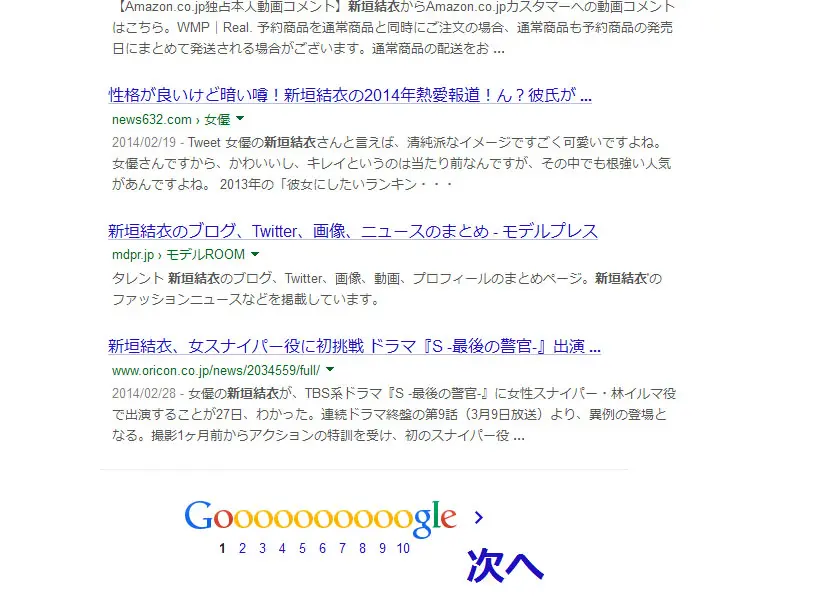 【Amazon.co.jp独占本人動画コメント】新垣結衣からAmazon.co.jpカスタマーへの動画コメント
はこちら。WMP｜Real. 予約商品を通常商品と同時にご注文の場合、通常商品も予約商品の発売
日にまとめて発送される場合がございます。通常商品の配送をお ...
性格が良いけど暗い噂！新垣結衣の2014年熱愛報道！ん？彼氏が ...
news632.com › 女優
2014/02/19 - Tweet 女優の新垣結衣さんと言えば、清純派なイメージですごく可愛いですよね。
女優さんですから、かわいいし、キレイというのは当たり前なんですが、その中でも根強い人気
があんですよね。 2013年の「彼女にしたいランキン・・・
新垣結衣のブログ、Twitter、画像、ニュースのまとめ - モデルプレス
mdpr.jp › モデルROOM
タレント 新垣結衣のブログ、Twitter、画像、動画、プロフィールのまとめページ。新垣結衣'の
ファッションニュースなどを掲載しています。
新垣結衣、女スナイパー役に初挑戦 ドラマ『S -最後の警官-』出演 ...
www.oricon.co.jp/news/2034559/full/
2014/02/28 - 女優の新垣結衣が、TBS系ドラマ『S -最後の警官-』に女性スナイパー・林イルマ役
で出演することが27日、わかった。連続ドラマ終盤の第9話（3月9日放送）より、異例の登場と
なる。撮影1ヶ月前からアクションの特訓を受け、初のスナイパー役 ...
Goooooooooogle >
1 2 3 4 5 6 7 8 9 10
次へ